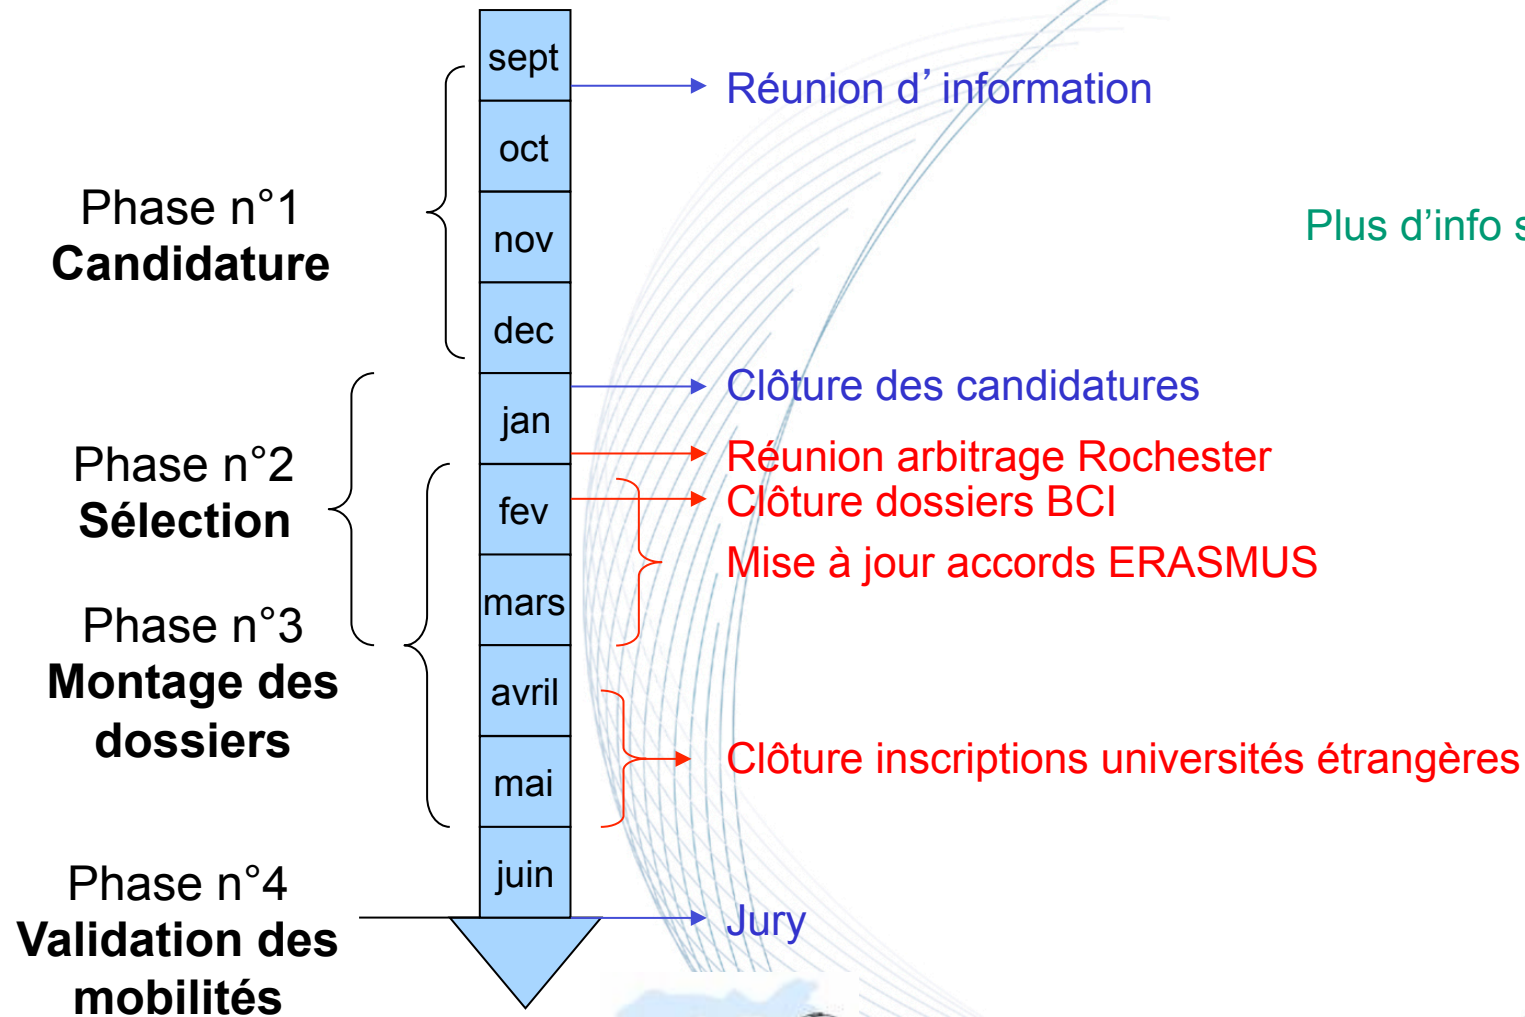 sept
Réunion d’information
oct
Phase n°1
Candidature
nov
Plus d’info s
dec
jan
Clôture des candidatures
Réunion arbitrage Rochester
Phase n°2
Sélection
fev
Clôture dossiers BCI
Mise à jour accords ERASMUS
mars
Phase n°3
Montage des
dossiers
avril
mai
Clôture inscriptions universités étrangères
juin
Phase n°4
Validation des
mobilités
Jury